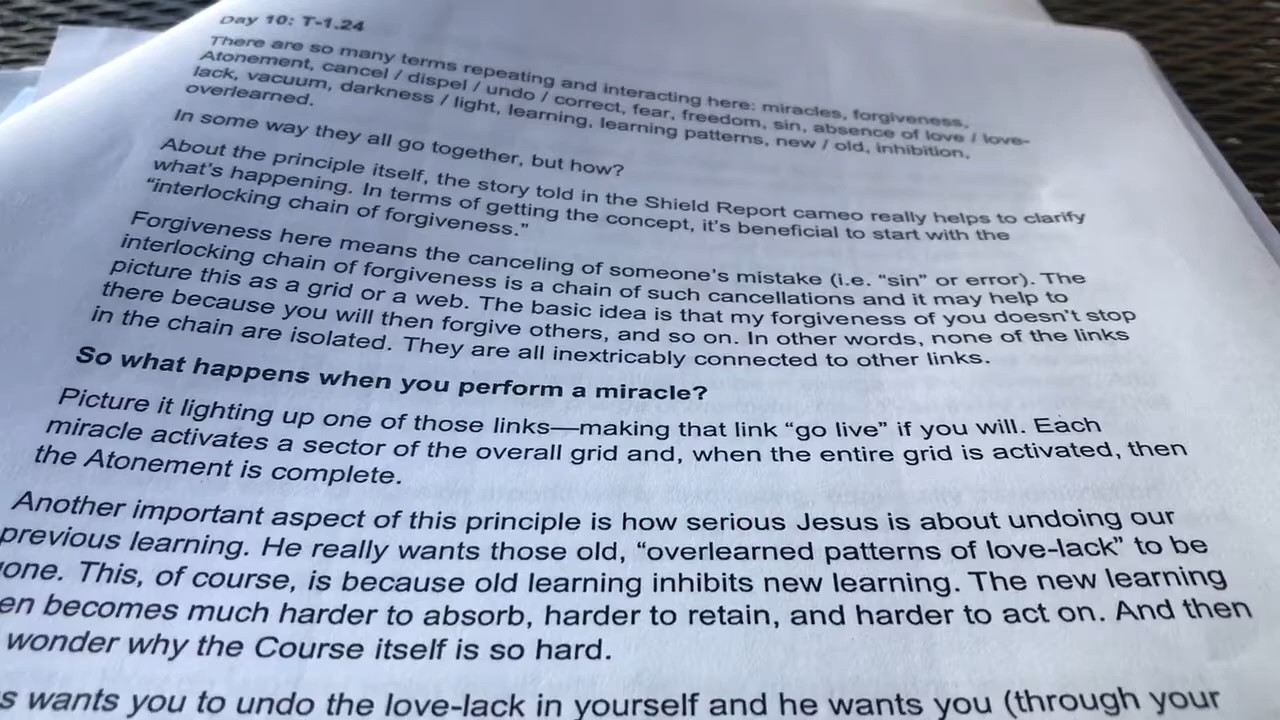 Day 10: T-1.24
There are so many terms repeating and interacting here: miracles, forgiveness,
Atonement, cancel / dispel / undo / correct, fear, freedom, sin, absence of love / love-
lack, vacuum, darkness / light, learning, learning patterns, new / old, inhibition,
overlearned.
In some way they all go together, but how?
About the principle itself, the story told in the Shield Report cameo really helps to clarify
what's happening. In terms of getting the concept, it's beneficial to start with the
“interlocking chain of forgiveness.”
Forgiveness here means the canceling of someone's mistake (i.e. “sin” or error). The
interlocking chain of forgiveness is a chain of such cancellations and it may help to
picture this as a grid or a web. The basic idea is that my forgiveness of you doesn't stop
there because you will then forgive others, and so on. In other words, none of the links
in the chain are isolated. They are all inextricably connected to other links.
So what happens when you perform a miracle?
Picture it lighting up one of those links—making that link “go live” if you will. Each
miracle activates a sector of the overall grid and, when the entire grid is activated, then
the Atonement is complete.
Another important aspect of this principle is how serious Jesus is about undoing our
previous learning. He really wants those old, “overlearned patterns of love-lack” to be
one. This, of course, is because old learning inhibits new learning. The new learning
en becomes much harder to absorb, harder to retain, and harder to act on. And then
wonder why the Course itself is so hard.
s wants you to undo the love-lack in yourself and he wants you (through your